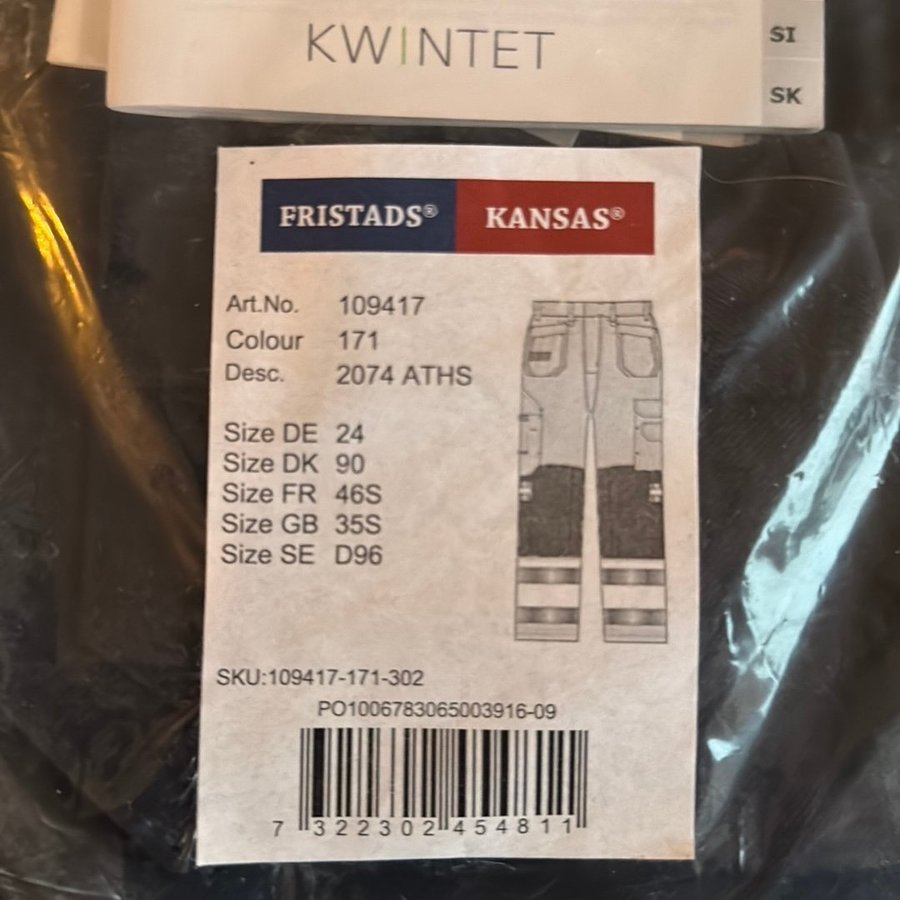 KWINTET
SI
SK
FRISTADS® KANSAS®
Art.No. 109417
Colour 171
Desc. 2074 ATHS
Size DE 24
Size DK 90
Size FR 46S
Size GB 35S
Size SE D96
SKU:109417-171-302
PO1006783065003916-09
7 322302 454811